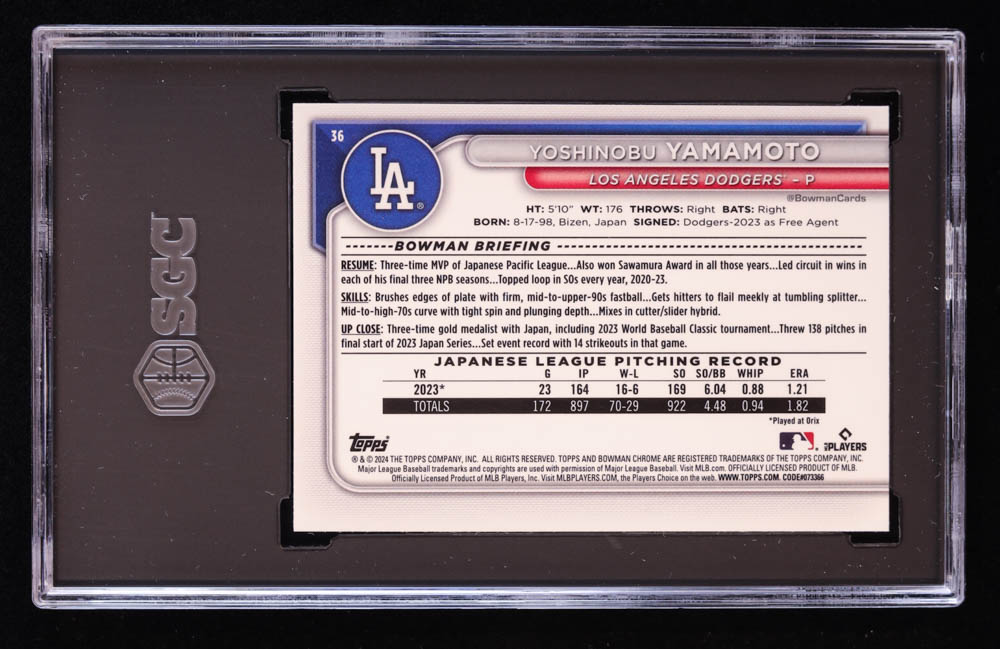 SGC
36
LA
®
YOSHINOBU YAMAMOTO
LOS ANGELES DODGERS™ – P
@BowmanCards
HT: 5'10" WT: 176 THROWS: Right BATS: Right
BORN: 8-17-98, Bizen, Japan SIGNED: Dodgers-2023 as Free Agent
BOWMAN BRIEFING
RESUME: Three-time MVP of Japanese Pacific League...Also won Sawamura Award in all those years...Led circuit in wins in
each of his final three NPB seasons...Topped loop in SOs every year, 2020-23.
SKILLS: Brushes edges of plate with firm, mid-to-upper-90s fastball...Gets hitters to flail meekly at tumbling splitter...
Mid-to-high-70s curve with tight spin and plunging depth...Mixes in cutter/slider hybrid.
UP CLOSE: Three-time gold medalist with Japan, including 2023 World Baseball Classic tournament...Threw 138 pitches in
final start of 2023 Japan Series...Set event record with 14 strikeouts in that game.
JAPANESE LEAGUE PITCHING RECORD
YR G IP W-L SO SO/BB WHIP ERA
2023* 23 164 16-6 169 6.04 0.88 1.21
TOTALS 172 897 70-29 922 4.48 0.94 1.82
*Played at Orix
Topps
MLB PLAYERS
® & © 2024 THE TOPPS COMPANY, INC. ALL RIGHTS RESERVED. TOPPS AND BOWMAN CHROME ARE REGISTERED TRADEMARKS OF THE TOPPS COMPANY, INC.
Major League Baseball trademarks and copyrights are used with permission of Major League Baseball. Visit MLB.com. OFFICIALLY LICENSED PRODUCT OF MLB.
Officially Licensed Product of MLB Players, Inc. Visit MLBPLAYERS.COM, the Players Choice on the web. WWW.TOPPS.COM. CODE#073366